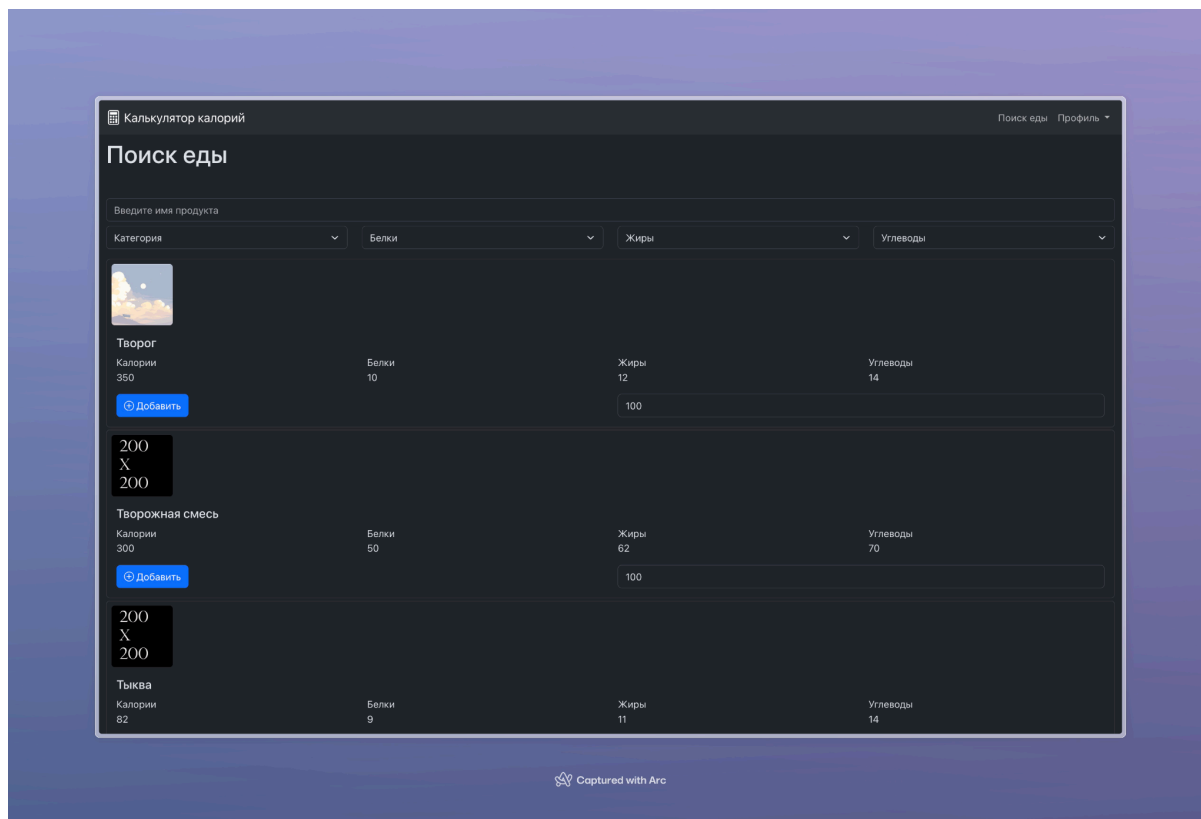 Калькулятор калорий
Поиск еды Профиль
Поиск еды
Введите имя продукта
Категория Белки Жиры Углеводы
Творог
Калории Белки Жиры Углеводы
350 10 12 14
Добавить 100
200
X
200
Творожная смесь
Калории Белки Жиры Углеводы
300 50 62 70
Добавить 100
200
X
200
Тыква
Калории Белки Жиры Углеводы
82 9 11 14
Captured with Arc